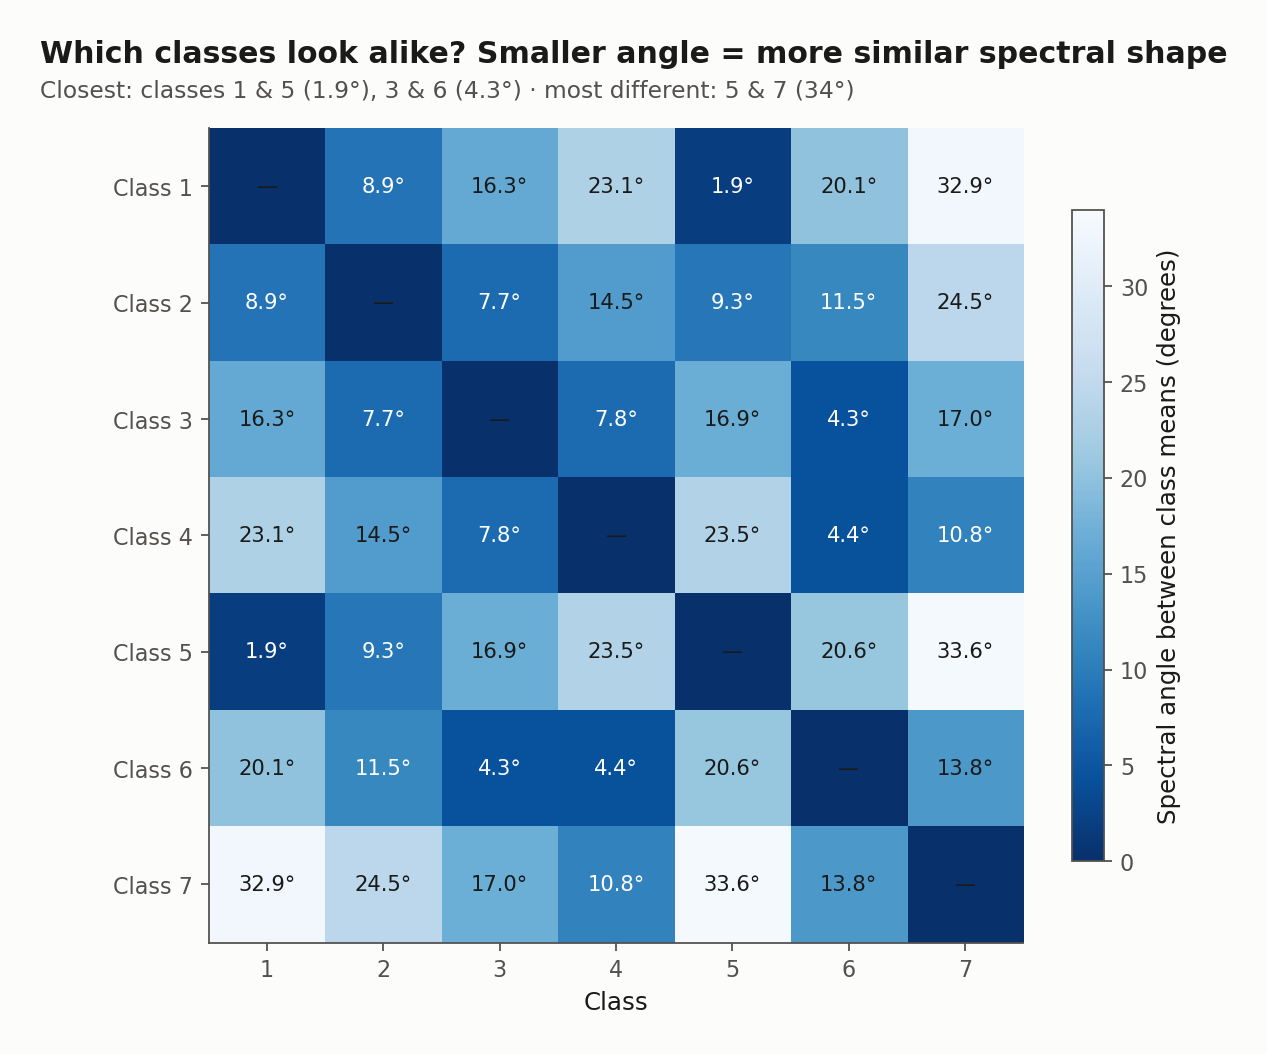 Which classes look alike? Smaller angle = more similar spectral shape
Closest: classes 1 & 5 (1.9°), 3 & 6 (4.3°) · most different: 5 & 7 (34°)
Class 1 — 8.9° 16.3° 23.1° 1.9° 20.1° 32.9°
Class 2 8.9° — 7.7° 14.5° 9.3° 11.5° 24.5°
Class 3 16.3° 7.7° — 7.8° 16.9° 4.3° 17.0°
Class 4 23.1° 14.5° 7.8° — 23.5° 4.4° 10.8°
Class 5 1.9° 9.3° 16.9° 23.5° — 20.6° 33.6°
Class 6 20.1° 11.5° 4.3° 4.4° 20.6° — 13.8°
Class 7 32.9° 24.5° 17.0° 10.8° 33.6° 13.8° —
1 2 3 4 5 6 7
Class
30
25
20
15
10
5
0
Spectral angle between class means (degrees)